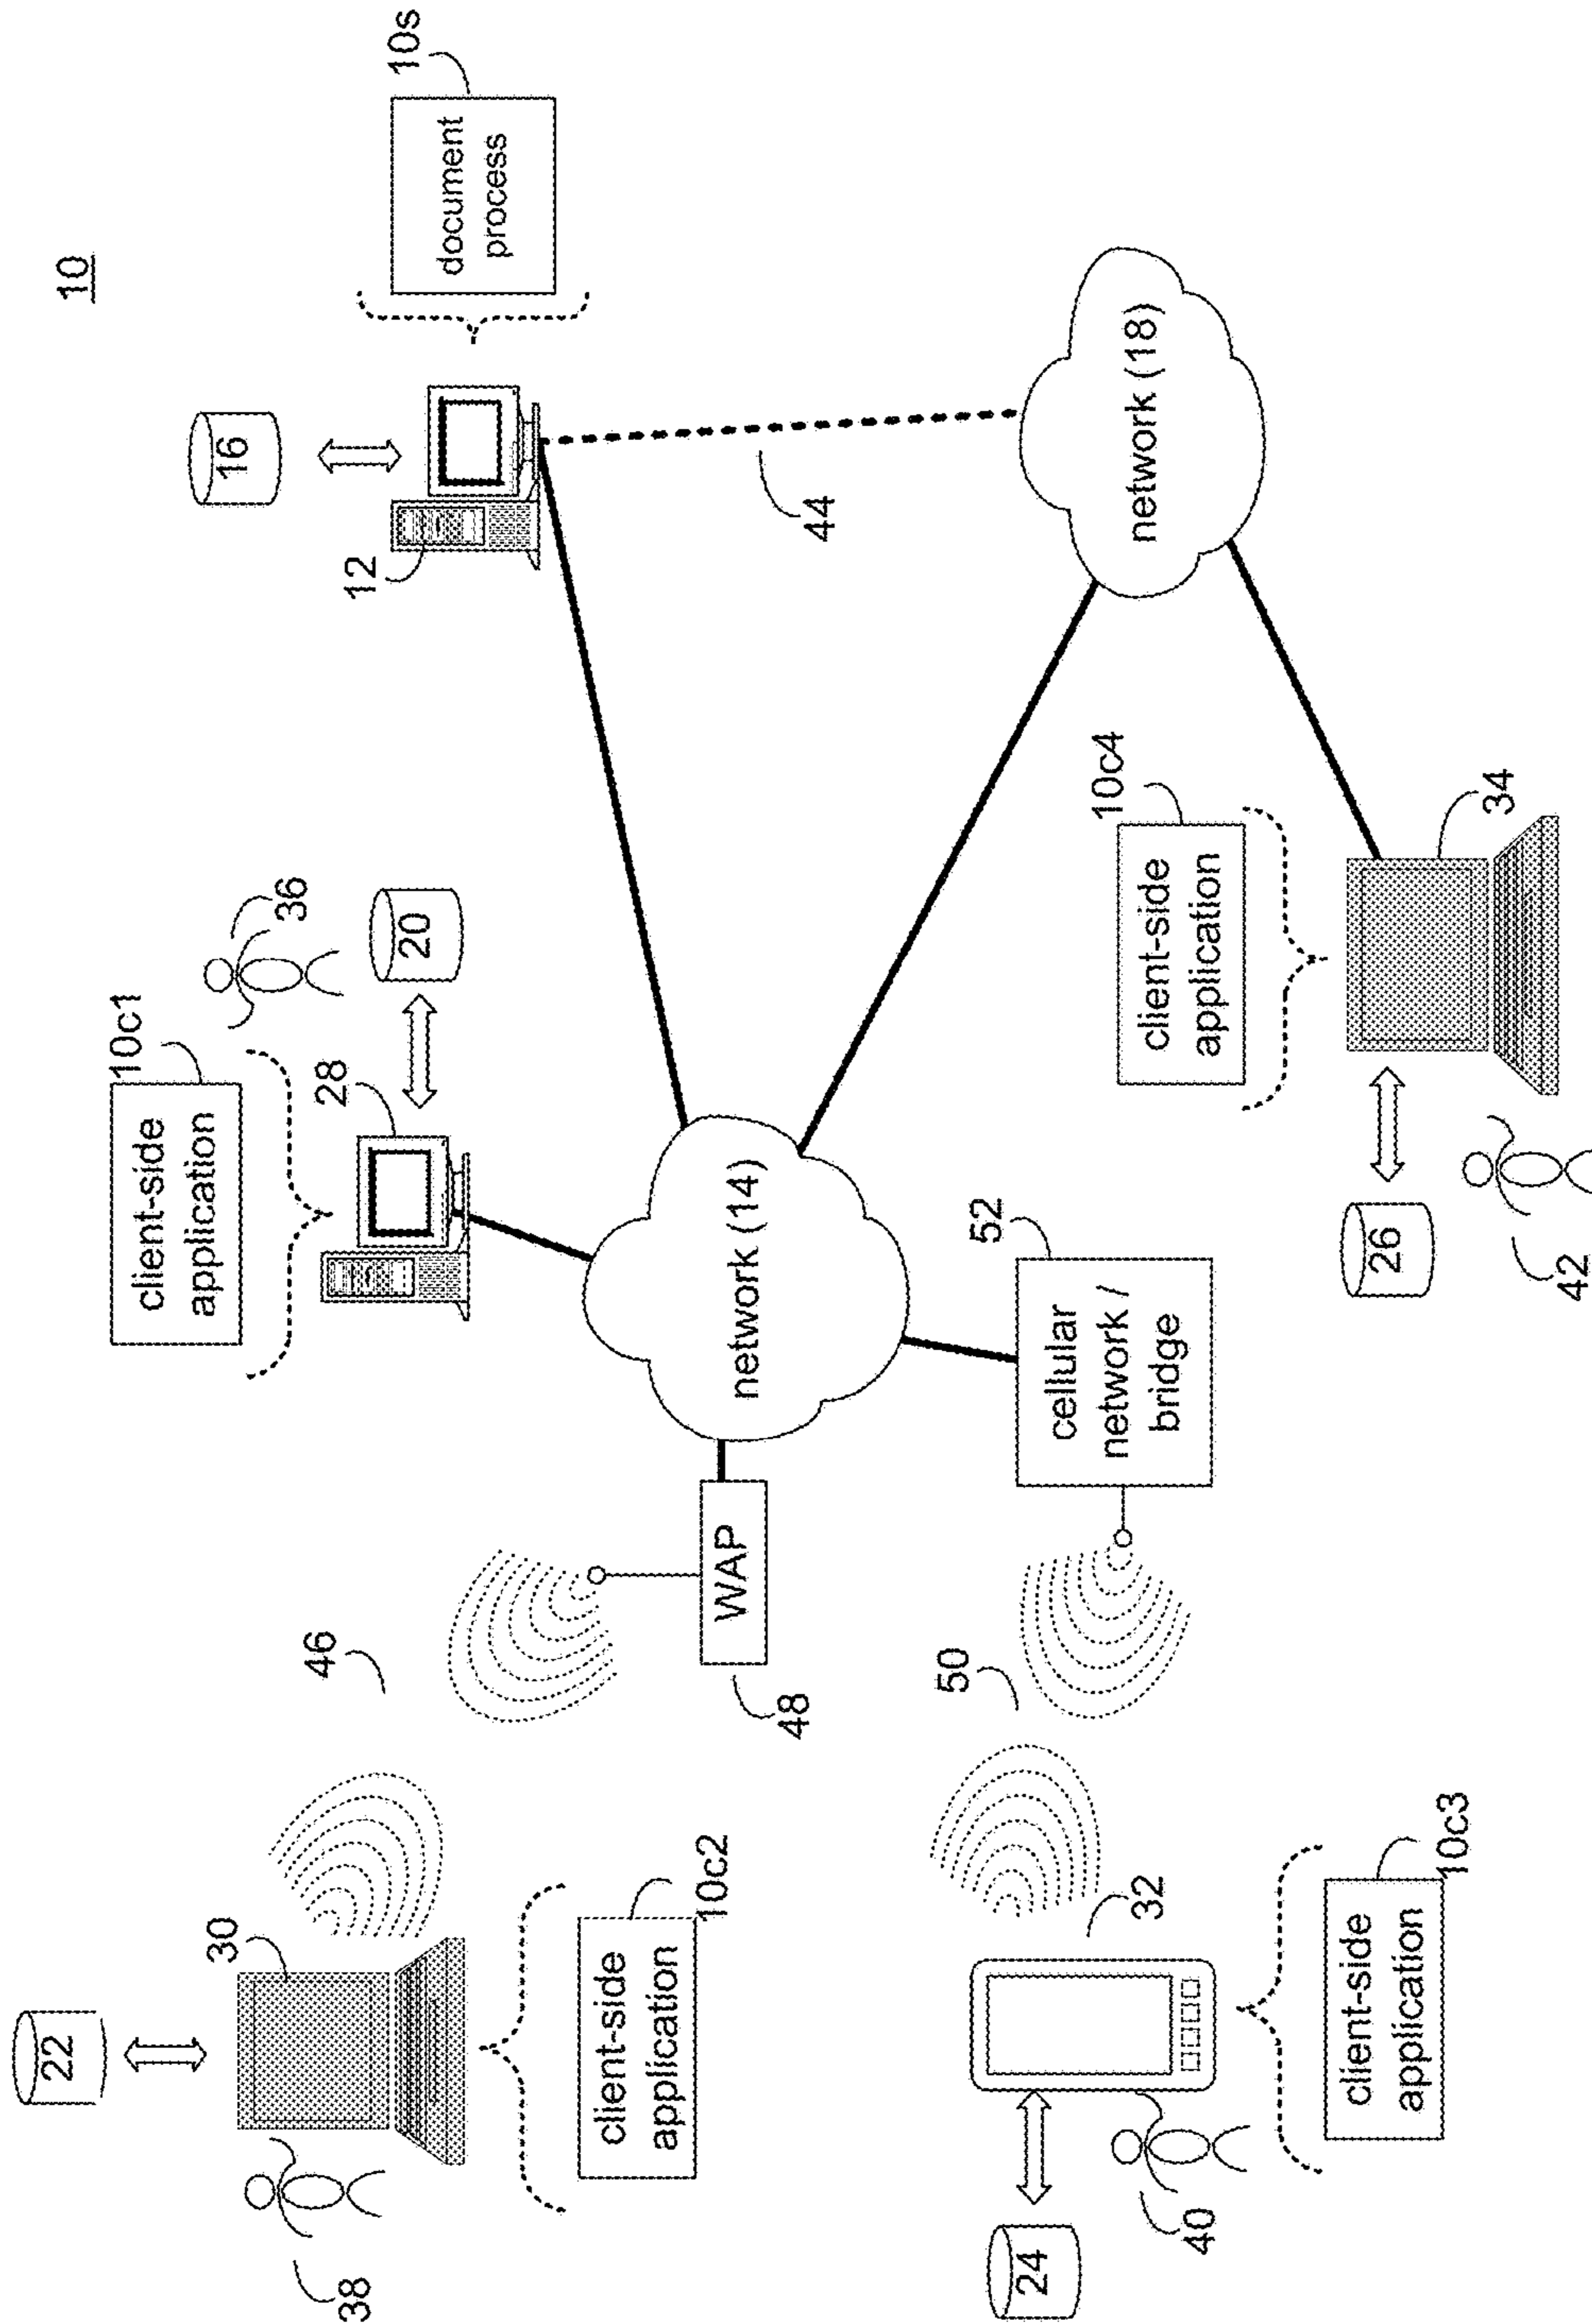 10
10s
document
process
16
12
44
network (18)
10c1
client-side
application
36
20
28
network (14)
10c4
client-side
application
34
26
42
52
cellular
network /
bridge
46
WAP
48
50
22
30
38
10c2
client-side
application
32
24
40
10c3
client-side
application